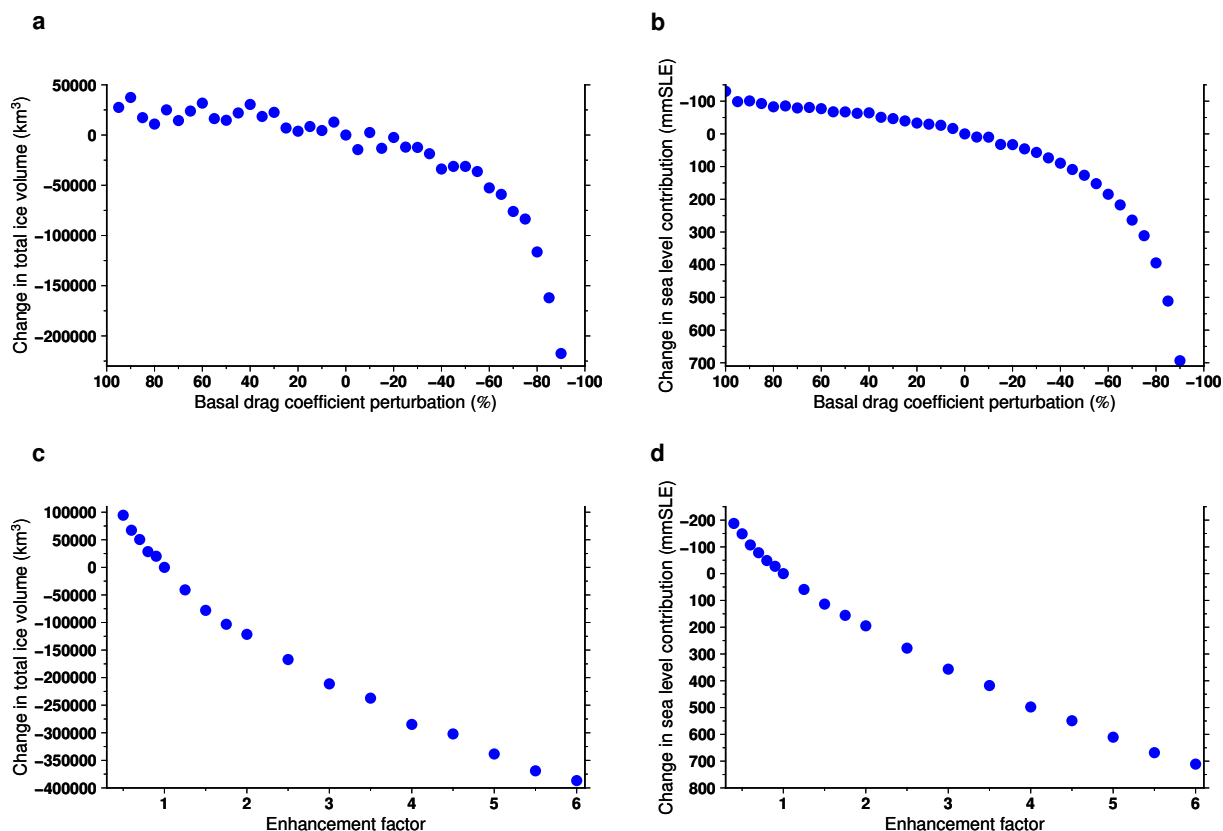 a
Change in total ice volume (km³)
50000
0
−50000
−100000
−150000
−200000
100 80 60 40 20 0 −20 −40 −60 −80 −100
Basal drag coefficient perturbation (%)
b
Change in sea level contribution (mmSLE)
−100
0
100
200
300
400
500
600
700
100 80 60 40 20 0 −20 −40 −60 −80 −100
Basal drag coefficient perturbation (%)
c
Change in total ice volume (km³)
100000
50000
0
−50000
−100000
−150000
−200000
−250000
−300000
−350000
−400000
1 2 3 4 5 6
Enhancement factor
d
Change in sea level contribution (mmSLE)
−200
−100
0
100
200
300
400
500
600
700
800
1 2 3 4 5 6
Enhancement factor